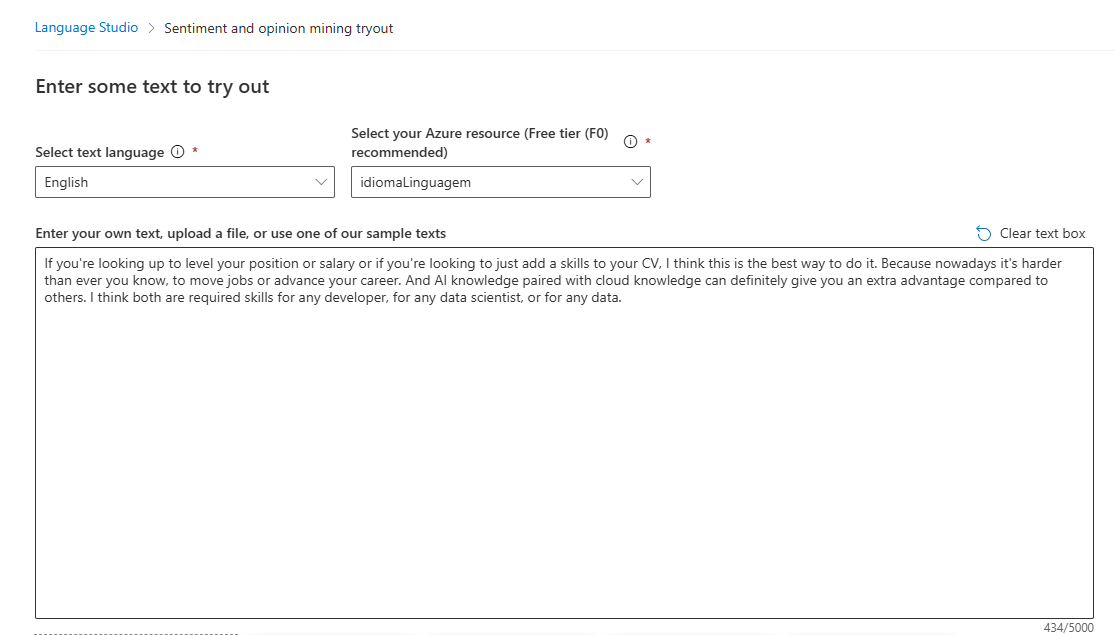 Language Studio > Sentiment and opinion mining tryout
Enter some text to try out
Select text language *
Select your Azure resource (Free tier (F0)
recommended) *
English
idiomaLinguagem
Enter your own text, upload a file, or use one of our sample texts
Clear text box
If you're looking up to level your position or salary or if you're looking to just add a skills to your CV, I think this is the best way to do it. Because nowadays it's harder
than ever you know, to move jobs or advance your career. And AI knowledge paired with cloud knowledge can definitely give you an extra advantage compared to
others. I think both are required skills for any developer, for any data scientist, or for any data.
434/5000